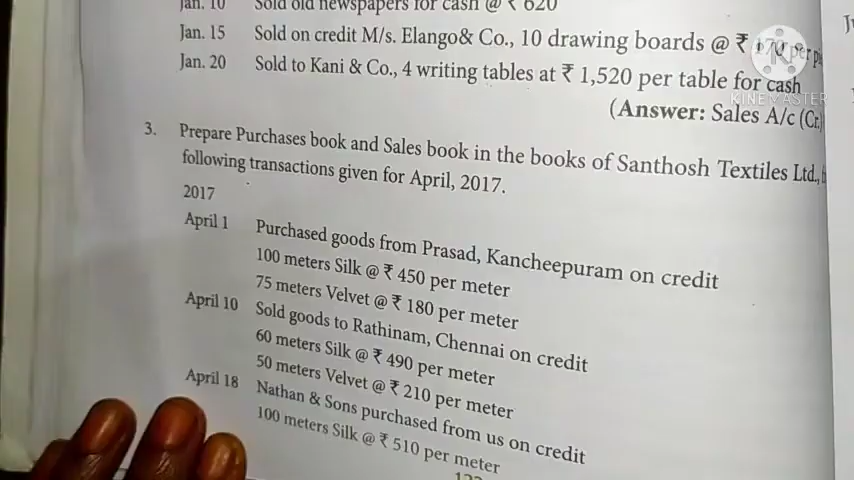 Jan. 10 Sold old newspapers for cash @ ₹ 620
Jan. 15 Sold on credit M/s. Elango& Co., 10 drawing boards @ ₹ 170 per
Jan. 20 Sold to Kani & Co., 4 writing tables at ₹ 1,520 per table for cash
KINEMASTER
(Answer: Sales A/c (Cr.)
3. Prepare Purchases book and Sales book in the books of Santhosh Textiles Ltd.,
following transactions given for April, 2017.
2017
April 1 Purchased goods from Prasad, Kancheepuram on credit
100 meters Silk @ ₹ 450 per meter
75 meters Velvet @ ₹ 180 per meter
April 10 Sold goods to Rathinam, Chennai on credit
60 meters Silk @ ₹ 490 per meter
50 meters Velvet @ ₹ 210 per meter
April 18 Nathan & Sons purchased from us on credit
100 meters Silk @ ₹ 510 per meter